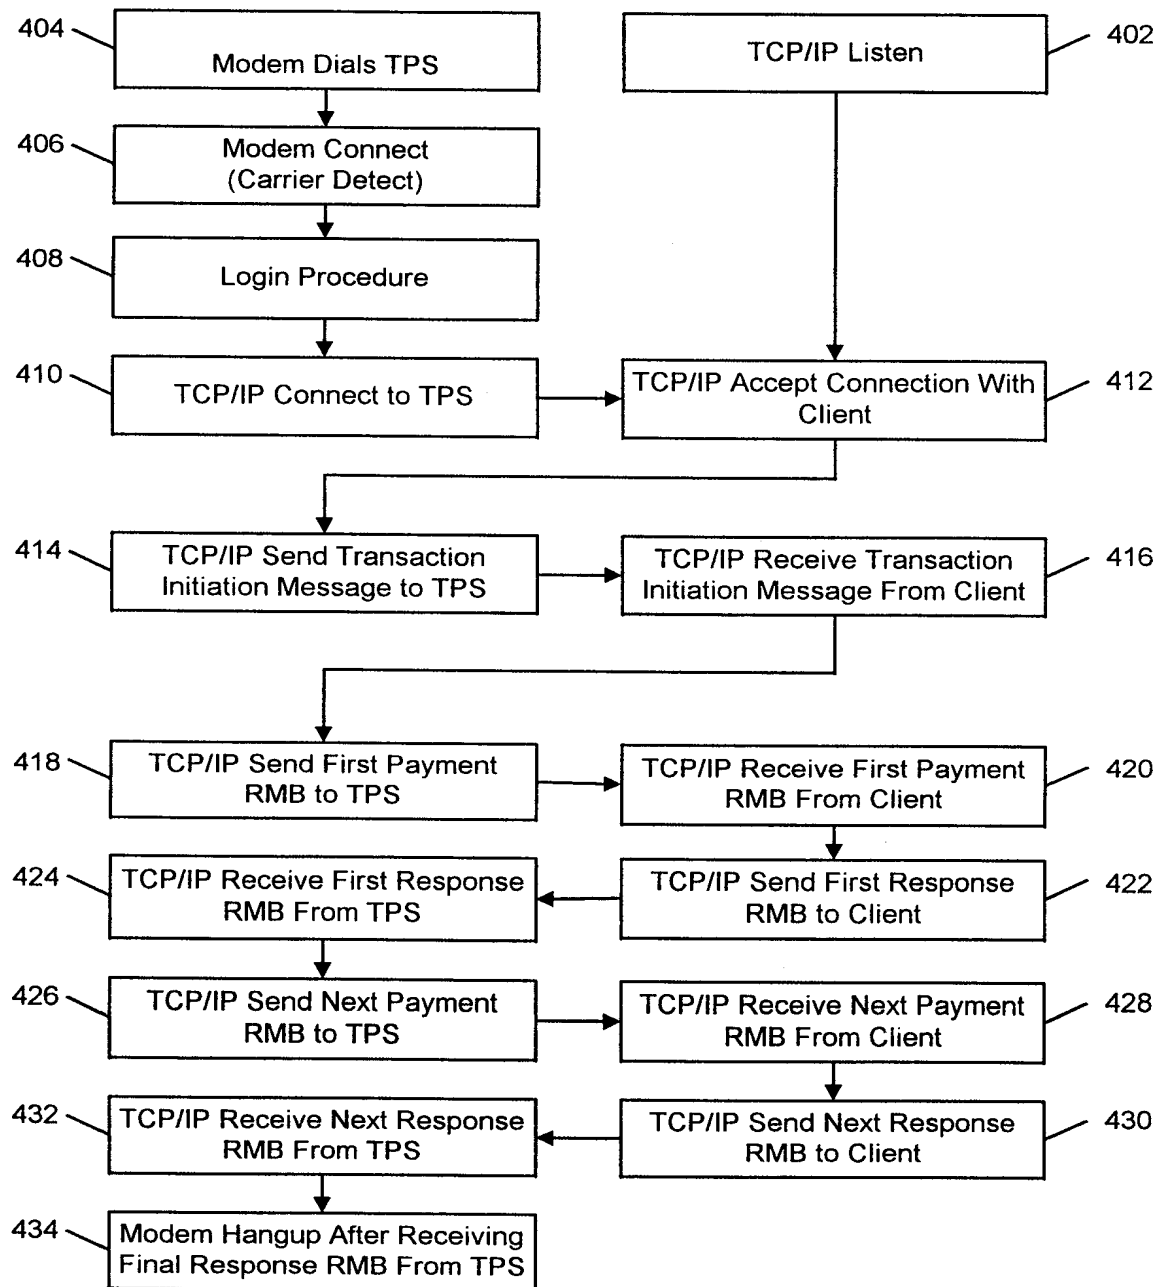 404
Modem Dials TPS
TCP/IP Listen
402
406
Modem Connect
(Carrier Detect)
408
Login Procedure
410
TCP/IP Connect to TPS
TCP/IP Accept Connection With
Client
412
414
TCP/IP Send Transaction
Initiation Message to TPS
TCP/IP Receive Transaction
Initiation Message From Client
416
418
TCP/IP Send First Payment
RMB to TPS
TCP/IP Receive First Payment
RMB From Client
420
424
TCP/IP Receive First Response
RMB From TPS
TCP/IP Send First Response
RMB to Client
422
426
TCP/IP Send Next Payment
RMB to TPS
TCP/IP Receive Next Payment
RMB From Client
428
432
TCP/IP Receive Next Response
RMB From TPS
TCP/IP Send Next Response
RMB to Client
430
434
Modem Hangup After Receiving
Final Response RMB From TPS